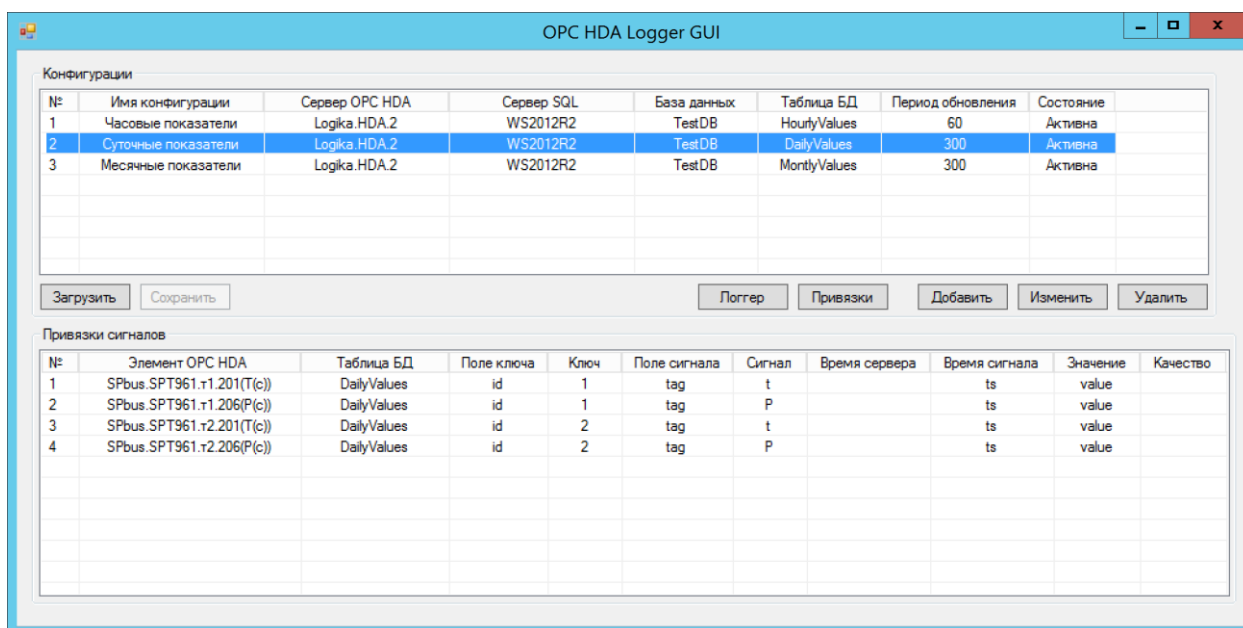 OPC HDA Logger GUI
Конфигурации
№ Имя конфигурации Сервер OPC HDA Сервер SQL База данных Таблица БД Период обновления Состояние
1 Часовые показатели Logika.HDA.2 WS2012R2 TestDB HourlyValues 60 Активна
2 Суточные показатели Logika.HDA.2 WS2012R2 TestDB DailyValues 300 Активна
3 Месячные показатели Logika.HDA.2 WS2012R2 TestDB MontlyValues 300 Активна
Загрузить Сохранить Логгер Привязки Добавить Изменить Удалить
Привязки сигналов
№ Элемент OPC HDA Таблица БД Поле ключа Ключ Поле сигнала Сигнал Время сервера Время сигнала Значение Качество
1 SPbus.SPT961.т1.201(T(c)) DailyValues id 1 tag t ts value
2 SPbus.SPT961.т1.206(P(c)) DailyValues id 1 tag P ts value
3 SPbus.SPT961.т2.201(T(c)) DailyValues id 2 tag t ts value
4 SPbus.SPT961.т2.206(P(c)) DailyValues id 2 tag P ts value